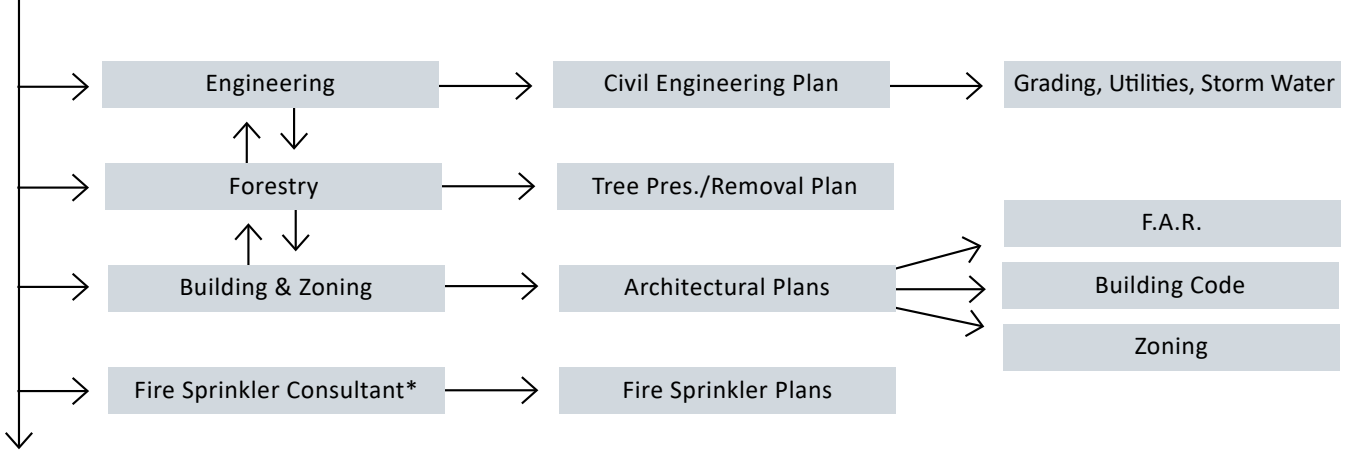 Engineering
Civil Engineering Plan
Grading, Utilities, Storm Water
Forestry
Tree Pres./Removal Plan
F.A.R.
Building & Zoning
Architectural Plans
Building Code
Zoning
Fire Sprinkler Consultant*
Fire Sprinkler Plans